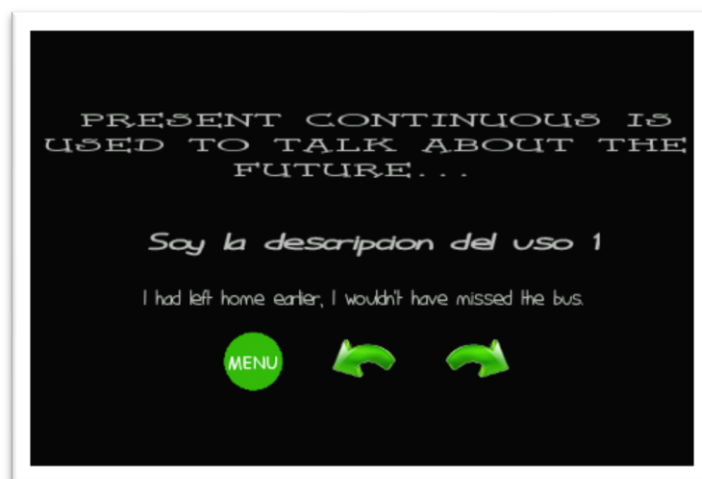 PRESENT CONTINUOUS IS
USED TO TALK ABOUT THE
FUTURE...
Soy la descripcion del uso 1
I had left home earlier, I wouldn't have missed the bus.
MENU